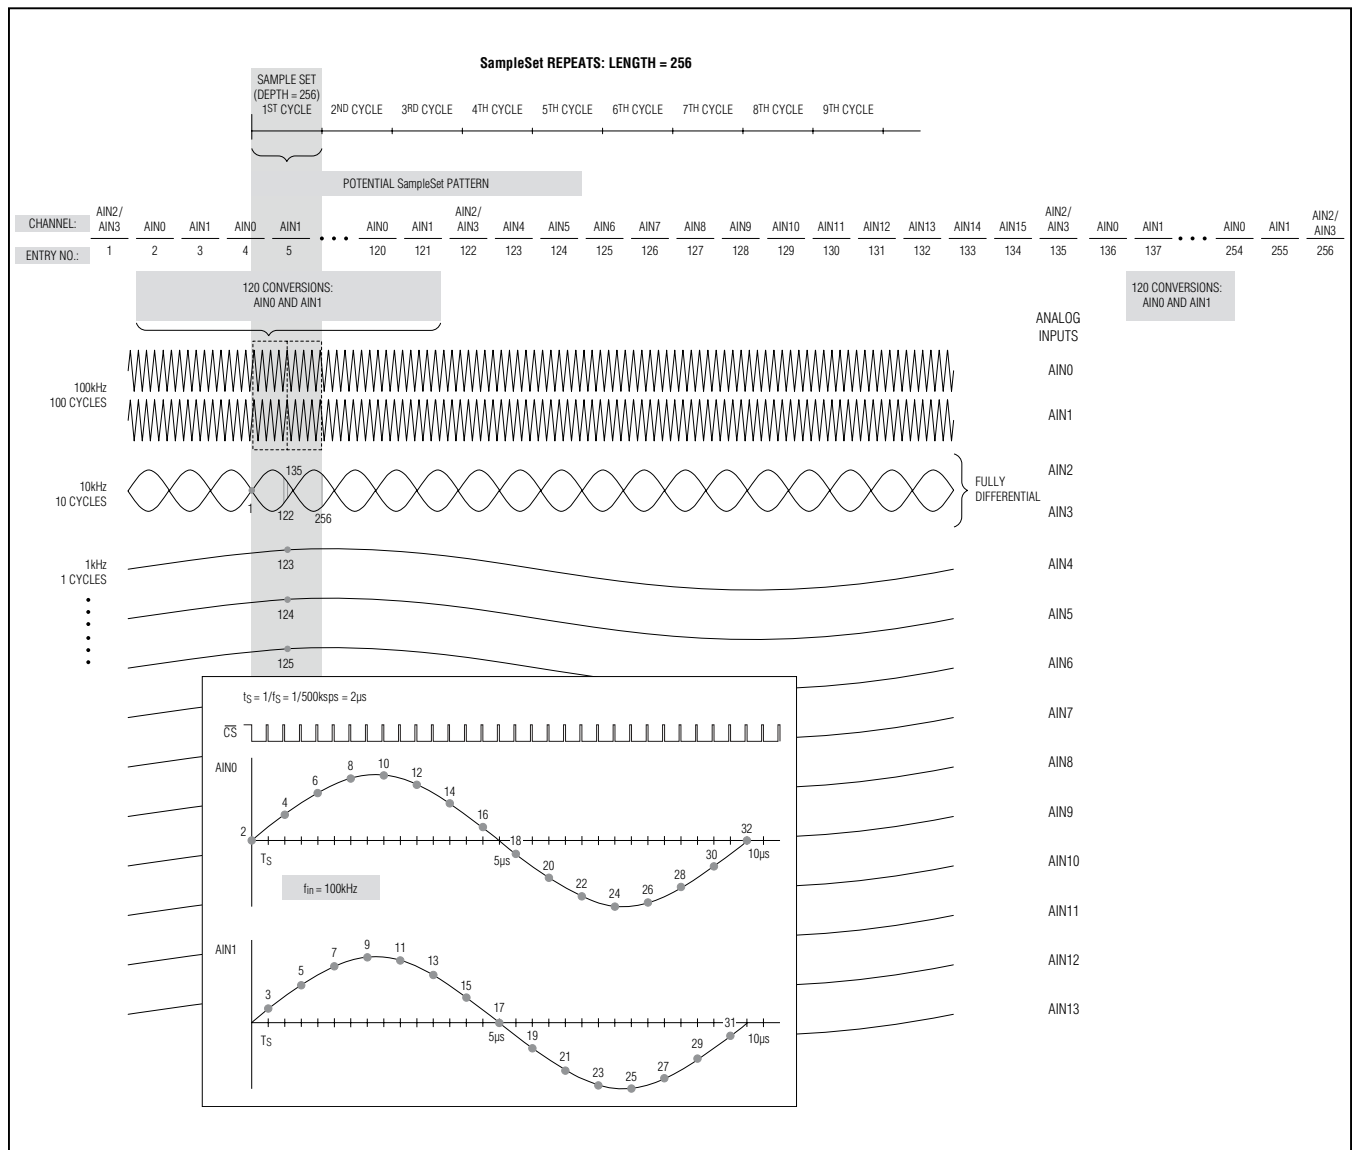 SampleSet REPEATS: LENGTH = 256
SAMPLE SET
(DEPTH = 256)
1ST CYCLE 2ND CYCLE 3RD CYCLE 4TH CYCLE 5TH CYCLE 6TH CYCLE 7TH CYCLE 8TH CYCLE 9TH CYCLE
POTENTIAL SampleSet PATTERN
CHANNEL: AIN2/AIN3 AIN0 AIN1 AIN0 AIN1 • • • AIN0 AIN1 AIN2/AIN3 AIN4 AIN5 AIN6 AIN7 AIN8 AIN9 AIN10 AIN11 AIN12 AIN13 AIN14 AIN15 AIN2/AIN3 AIN0 AIN1 • • • AIN0 AIN1 AIN2/AIN3
ENTRY NO.: 1 2 3 4 5 120 121 122 123 124 125 126 127 128 129 130 131 132 133 134 135 136 137 254 255 256
120 CONVERSIONS:
AIN0 AND AIN1
120 CONVERSIONS:
AIN0 AND AIN1
ANALOG
INPUTS
100kHz
100 CYCLES
AIN0
AIN1
10kHz
10 CYCLES
135
1
122
256
FULLY
DIFFERENTIAL
AIN2
AIN3
1kHz
1 CYCLES
123
AIN4
124
AIN5
125
AIN6
AIN7
AIN8
AIN9
AIN10
AIN11
AIN12
AIN13
tS = 1/fS = 1/500ksps = 2µs
CS
AIN0
2 4 6 8 10 12 14 16 18 20 22 24 26 28 30 32
TS
5µs
10µs
fin = 100kHz
AIN1
3 5 7 9 11 13 15 17 19 21 23 25 27 29 31
TS
5µs
10µs